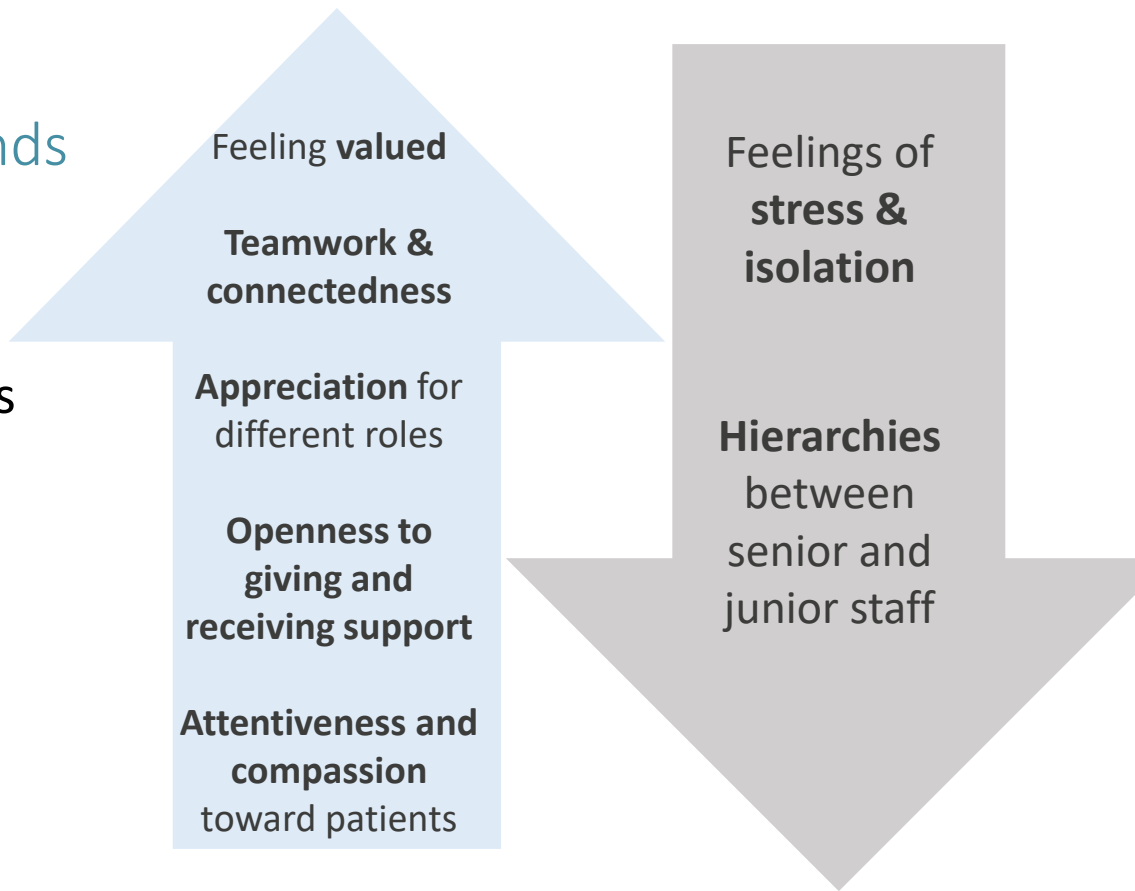 nds
s
Feeling valued
Teamwork &
connectedness
Appreciation for
different roles
Openness to
giving and
receiving support
Attentiveness and
compassion
toward patients
Feelings of
stress &
isolation
Hierarchies
between
senior and
junior staff